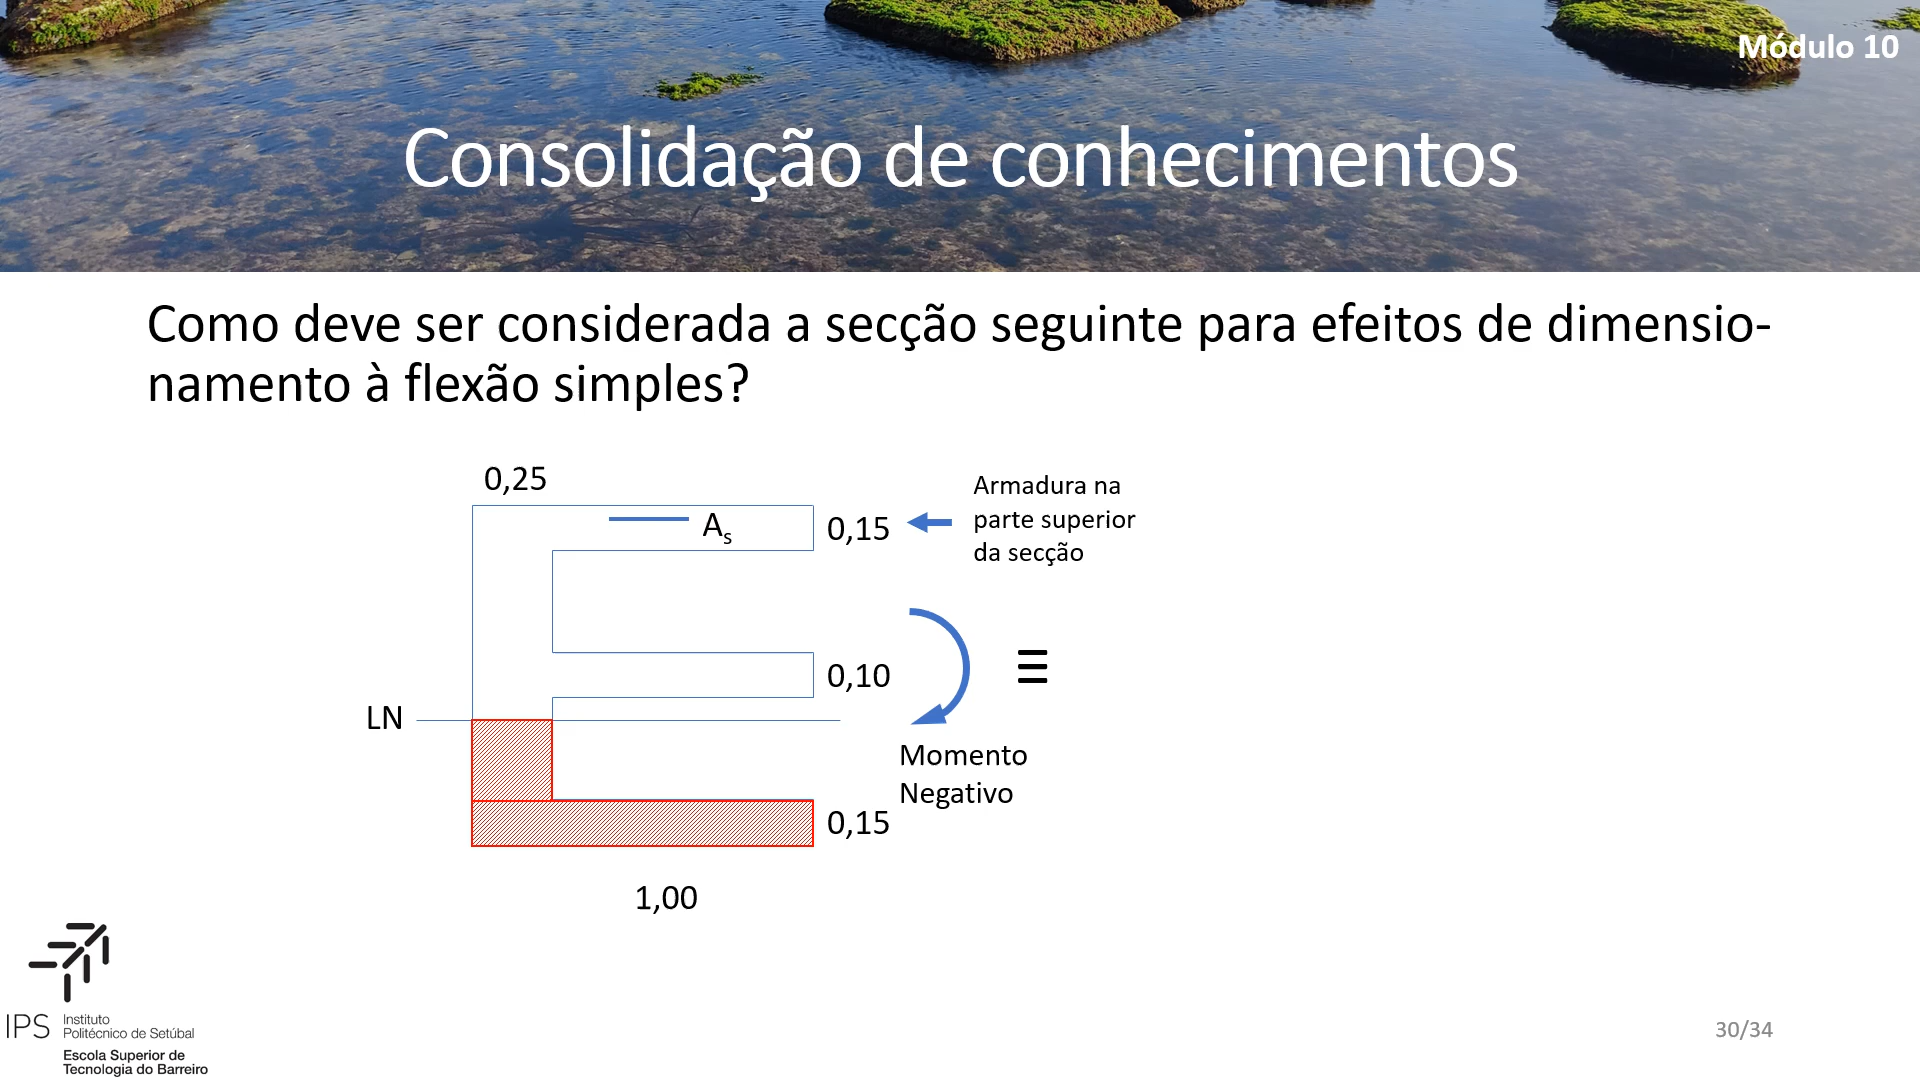 Módulo 10
Consolidação de conhecimentos
Como deve ser considerada a secção seguinte para efeitos de dimensio-
namento à flexão simples?
0,25
As
0,15
Armadura na
parte superior
da secção
0,10
≡
LN
Momento
Negativo
0,15
1,00
IPS
Instituto
Politécnico de Setúbal
Escola Superior de
Tecnologia do Barreiro
30/34